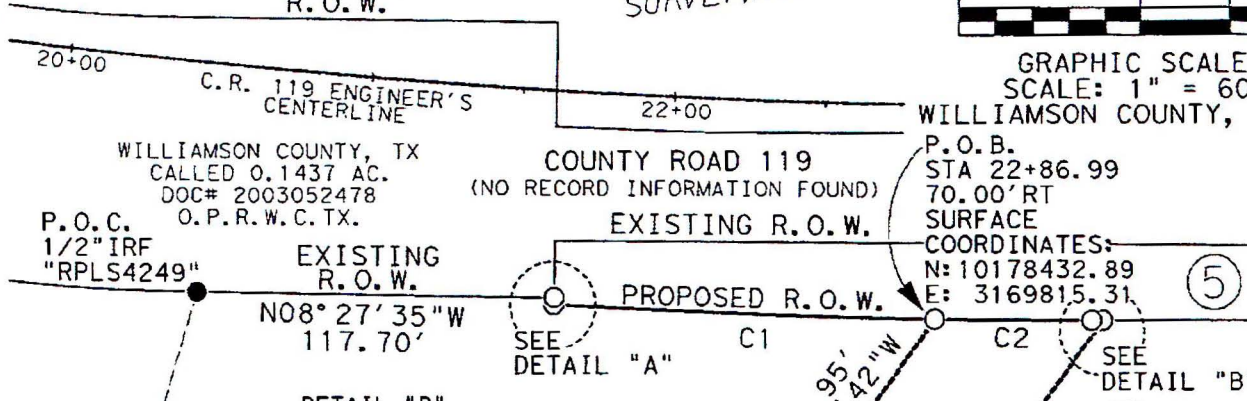 R.O.W.
GRAPHIC SCALE
SCALE: 1" = 60
WILLIAMSON COUNTY,
20+00
C.R. 119 ENGINEER'S
CENTERLINE
22+00
WILLIAMSON COUNTY, TX
CALLED 0.1437 AC.
DOC# 2003052478
O.P.R.W.C.TX.
COUNTY ROAD 119
(NO RECORD INFORMATION FOUND)
EXISTING R.O.W.
P.O.B.
STA 22+86.99
70.00'RT
SURFACE
COORDINATES:
N:10178432.89
E: 3169815.31
5
P.O.C.
1/2"IRF
"RPLS4249"
EXISTING
R.O.W.
N08°27'35"W
117.70'
PROPOSED R.O.W.
C1
C2
SEE
DETAIL "A"
95'
42"W
SEE
DETAIL "B